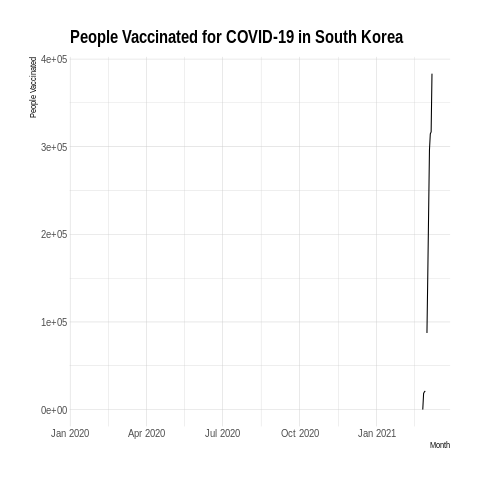 People Vaccinated for COVID-19 in South Korea
People Vaccinated
4e+05
3e+05
2e+05
1e+05
0e+00
Jan 2020 Apr 2020 Jul 2020 Oct 2020 Jan 2021
Month